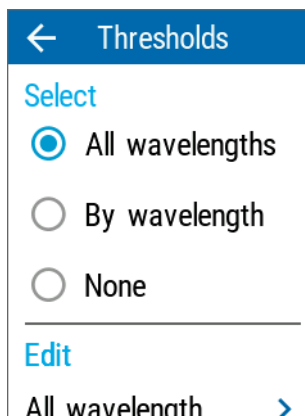 Thresholds
Select
All wavelengths
By wavelength
None
Edit
All wavelength